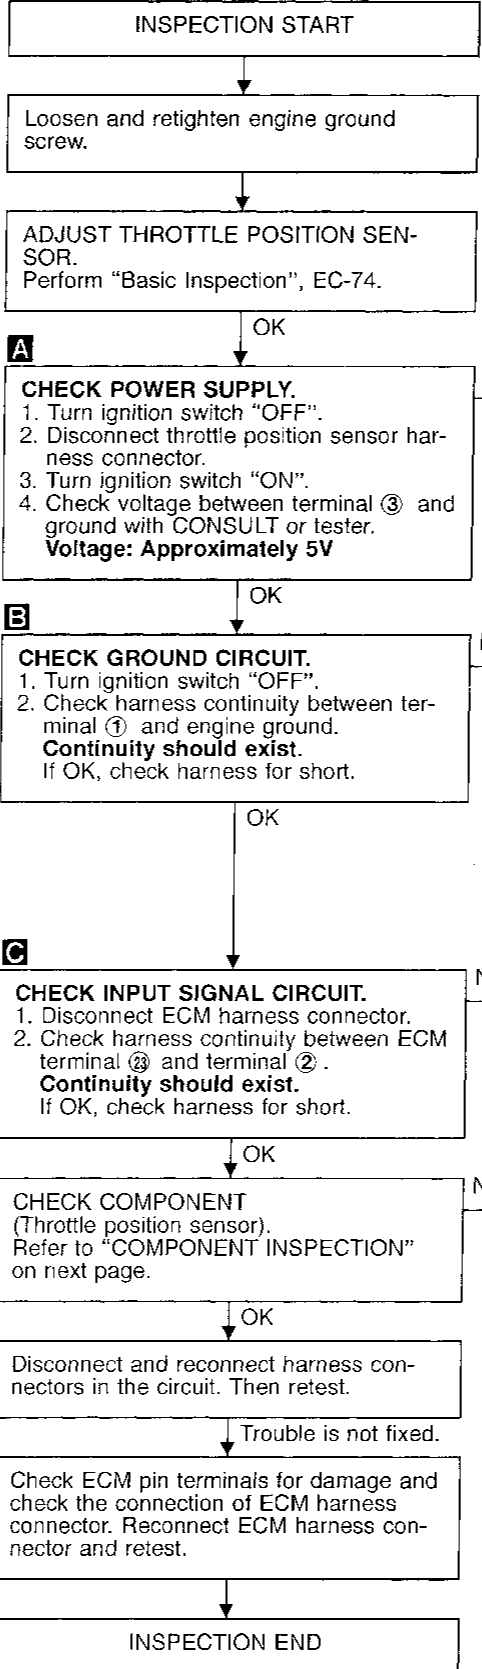 INSPECTION START
Loosen and retighten engine ground
screw.
ADJUST THROTTLE POSITION SEN-
SOR.
Perform "Basic Inspection", EC-74.
OK
A
CHECK POWER SUPPLY.
1. Turn ignition switch "OFF".
2. Disconnect throttle position sensor har-
ness connector.
3. Turn ignition switch "ON".
4. Check voltage between terminal ③ and
ground with CONSULT or tester.
Voltage: Approximately 5V
OK
B
CHECK GROUND CIRCUIT.
1. Turn ignition switch "OFF".
2. Check harness continuity between ter-
minal ① and engine ground.
Continuity should exist.
If OK, check harness for short.
OK
C
CHECK INPUT SIGNAL CIRCUIT.
1. Disconnect ECM harness connector.
2. Check harness continuity between ECM
terminal ㉓ and terminal ②.
Continuity should exist.
If OK, check harness for short.
OK
CHECK COMPONENT
(Throttle position sensor).
Refer to "COMPONENT INSPECTION"
on next page.
OK
Disconnect and reconnect harness con-
nectors in the circuit. Then retest.
Trouble is not fixed.
Check ECM pin terminals for damage and
check the connection of ECM harness
connector. Reconnect ECM harness con-
nector and retest.
INSPECTION END